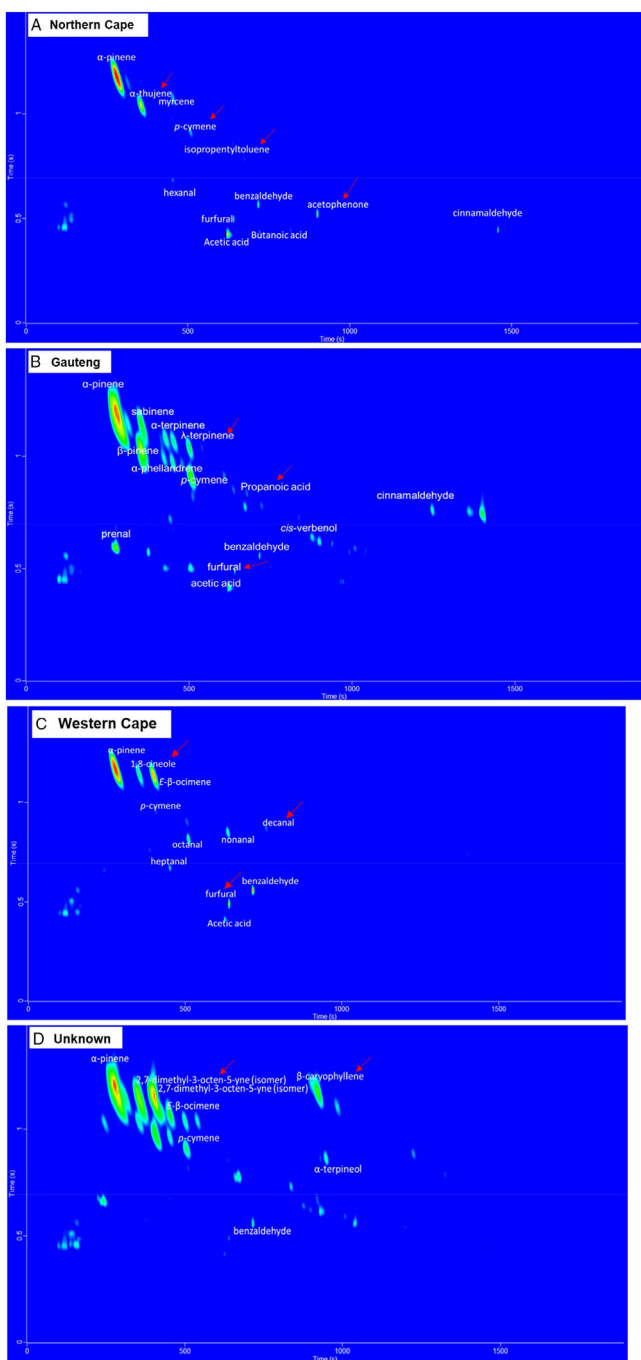 A Northern Cape
α-pinene
α-thujene
myrcene
p-cymene
isopropentyltoluene
hexanal
benzaldehyde
acetophenone
furfural
cinnamaldehyde
Acetic acid
Butanoic acid
Time (s)
0
0.5
1
0
500
1000
1500
Time (s)
B Gauteng
α-pinene
sabinene
α-terpinene
λ-terpinene
β-pinene
α-phellandrene
p-cymene
Propanoic acid
cinnamaldehyde
cis-verbenol
prenal
benzaldehyde
furfural
acetic acid
Time (s)
0
0.5
1
0
500
1000
1500
Time (s)
C Western Cape
α-pinene
1,8-cineole
E-β-ocimene
p-cymene
decanal
octanal
nonanal
heptanal
benzaldehyde
furfural
Acetic acid
Time (s)
0
0.5
1
0
500
1000
1500
Time (s)
D Unknown
α-pinene
2,7-dimethyl-3-octen-5-yne (isomer)
β-caryophyllene
2,7-dimethyl-3-octen-5-yne (isomer)
E-β-ocimene
p-cymene
α-terpineol
benzaldehyde
Time (s)
0
0.5
1
0
500
1000
1500
Time (s)